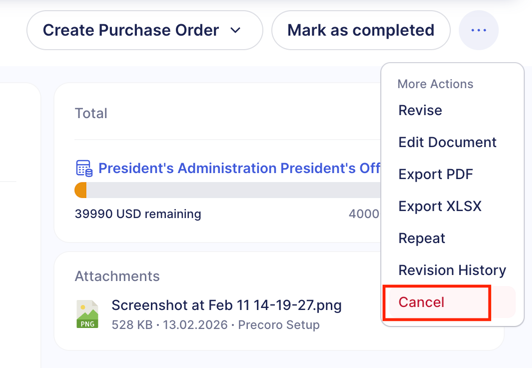 Create Purchase Order
Mark as completed
...
More Actions
Revise
Edit Document
Export PDF
Export XLSX
Repeat
Revision History
Cancel
Total
President's Administration President's Off
39990 USD remaining
4000
Attachments
PNG
Screenshot at Feb 11 14-19-27.png
528 KB · 13.02.2026 · Precoro Setup